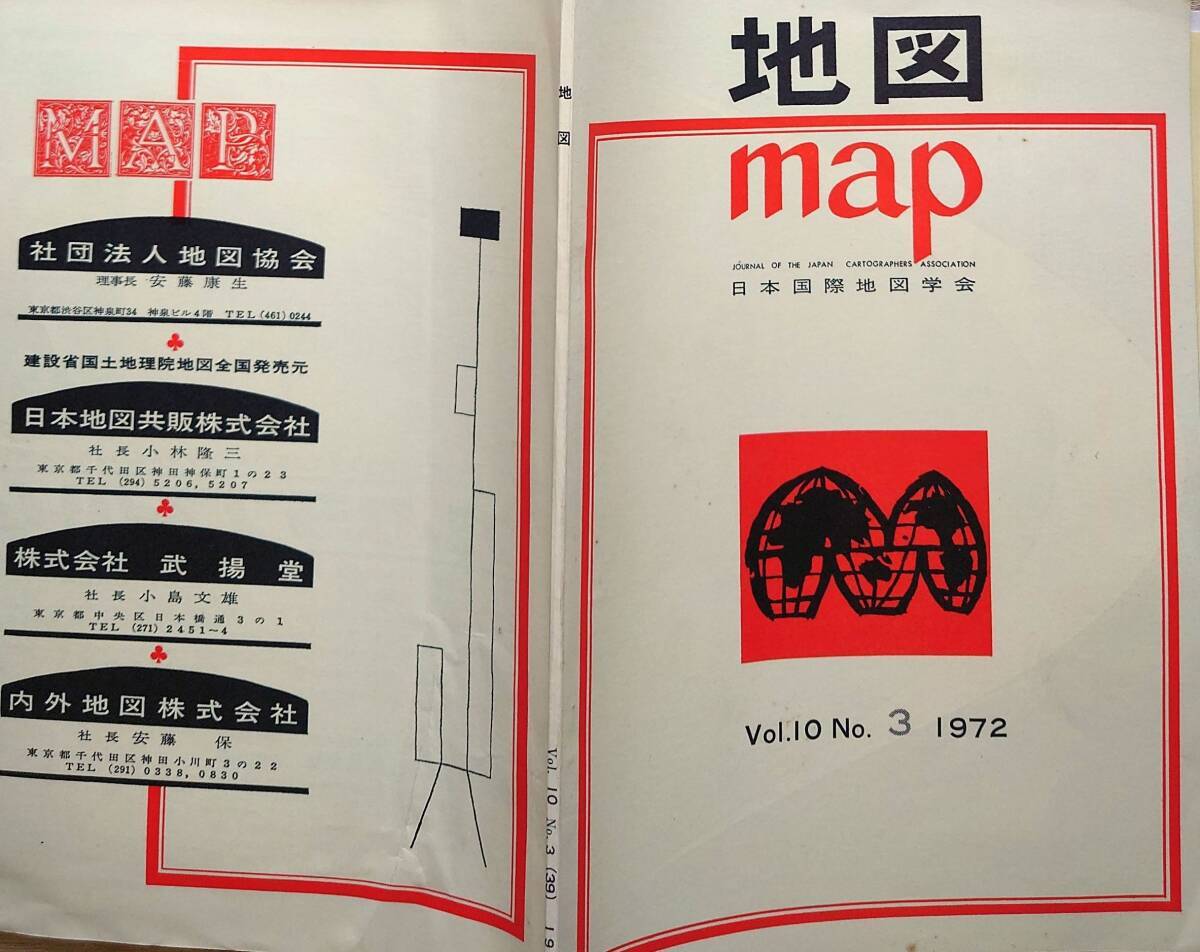 MAP
社団法人地図協会
理事長 安藤康生
東京都渋谷区神泉町34 神泉ビル4階 TEL (461) 0244
建設省国土地理院地図全国発売元
日本地図共販株式会社
社長 小林隆三
東京都千代田区神田神保町1の23
TEL (294) 5206, 5207
株式会社 武揚堂
社長 小島文雄
東京都中央区日本橋通3の1
TEL (271) 2451~4
内外地図株式会社
社長 安藤 保
東京都千代田区神田小川町3の22
TEL (291) 0338, 0830
地図
Vol. 10 No. 3 (39) 19
地図
map
JOURNAL OF THE JAPAN CARTOGRAPHERS ASSOCIATION
日本国際地図学会
Vol.10 No. 3 1972